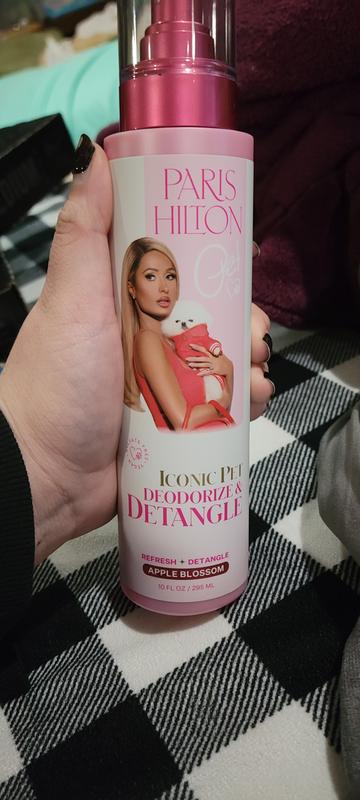 PARIS
HILTON
ICONIC PET
DEODORIZE &
DETANGLE
REFRESH + DETANGLE
APPLE BLOSSOM
10 FL OZ / 295 ML